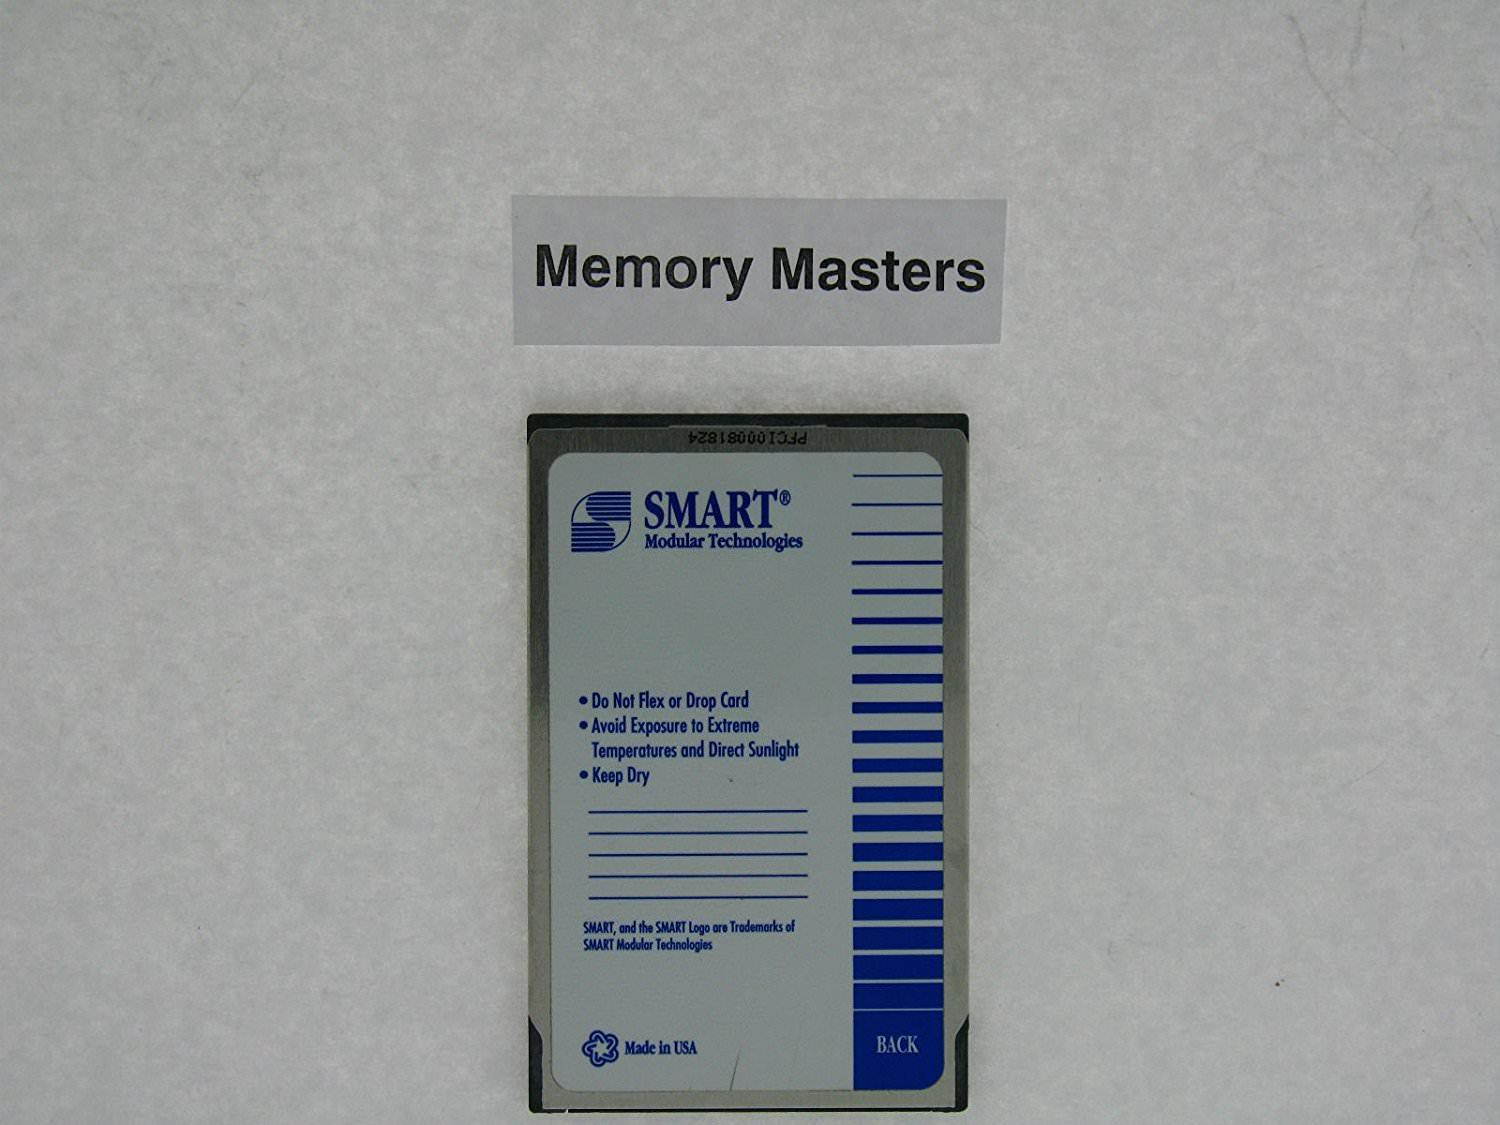 Memory Masters
PFCI00081824
SMART®
Modular Technologies
• Do Not Flex or Drop Card
• Avoid Exposure to Extreme
Temperatures and Direct Sunlight
• Keep Dry
SMART, and the SMART Logo are Trademarks of
SMART Modular Technologies
Made in USA
BACK